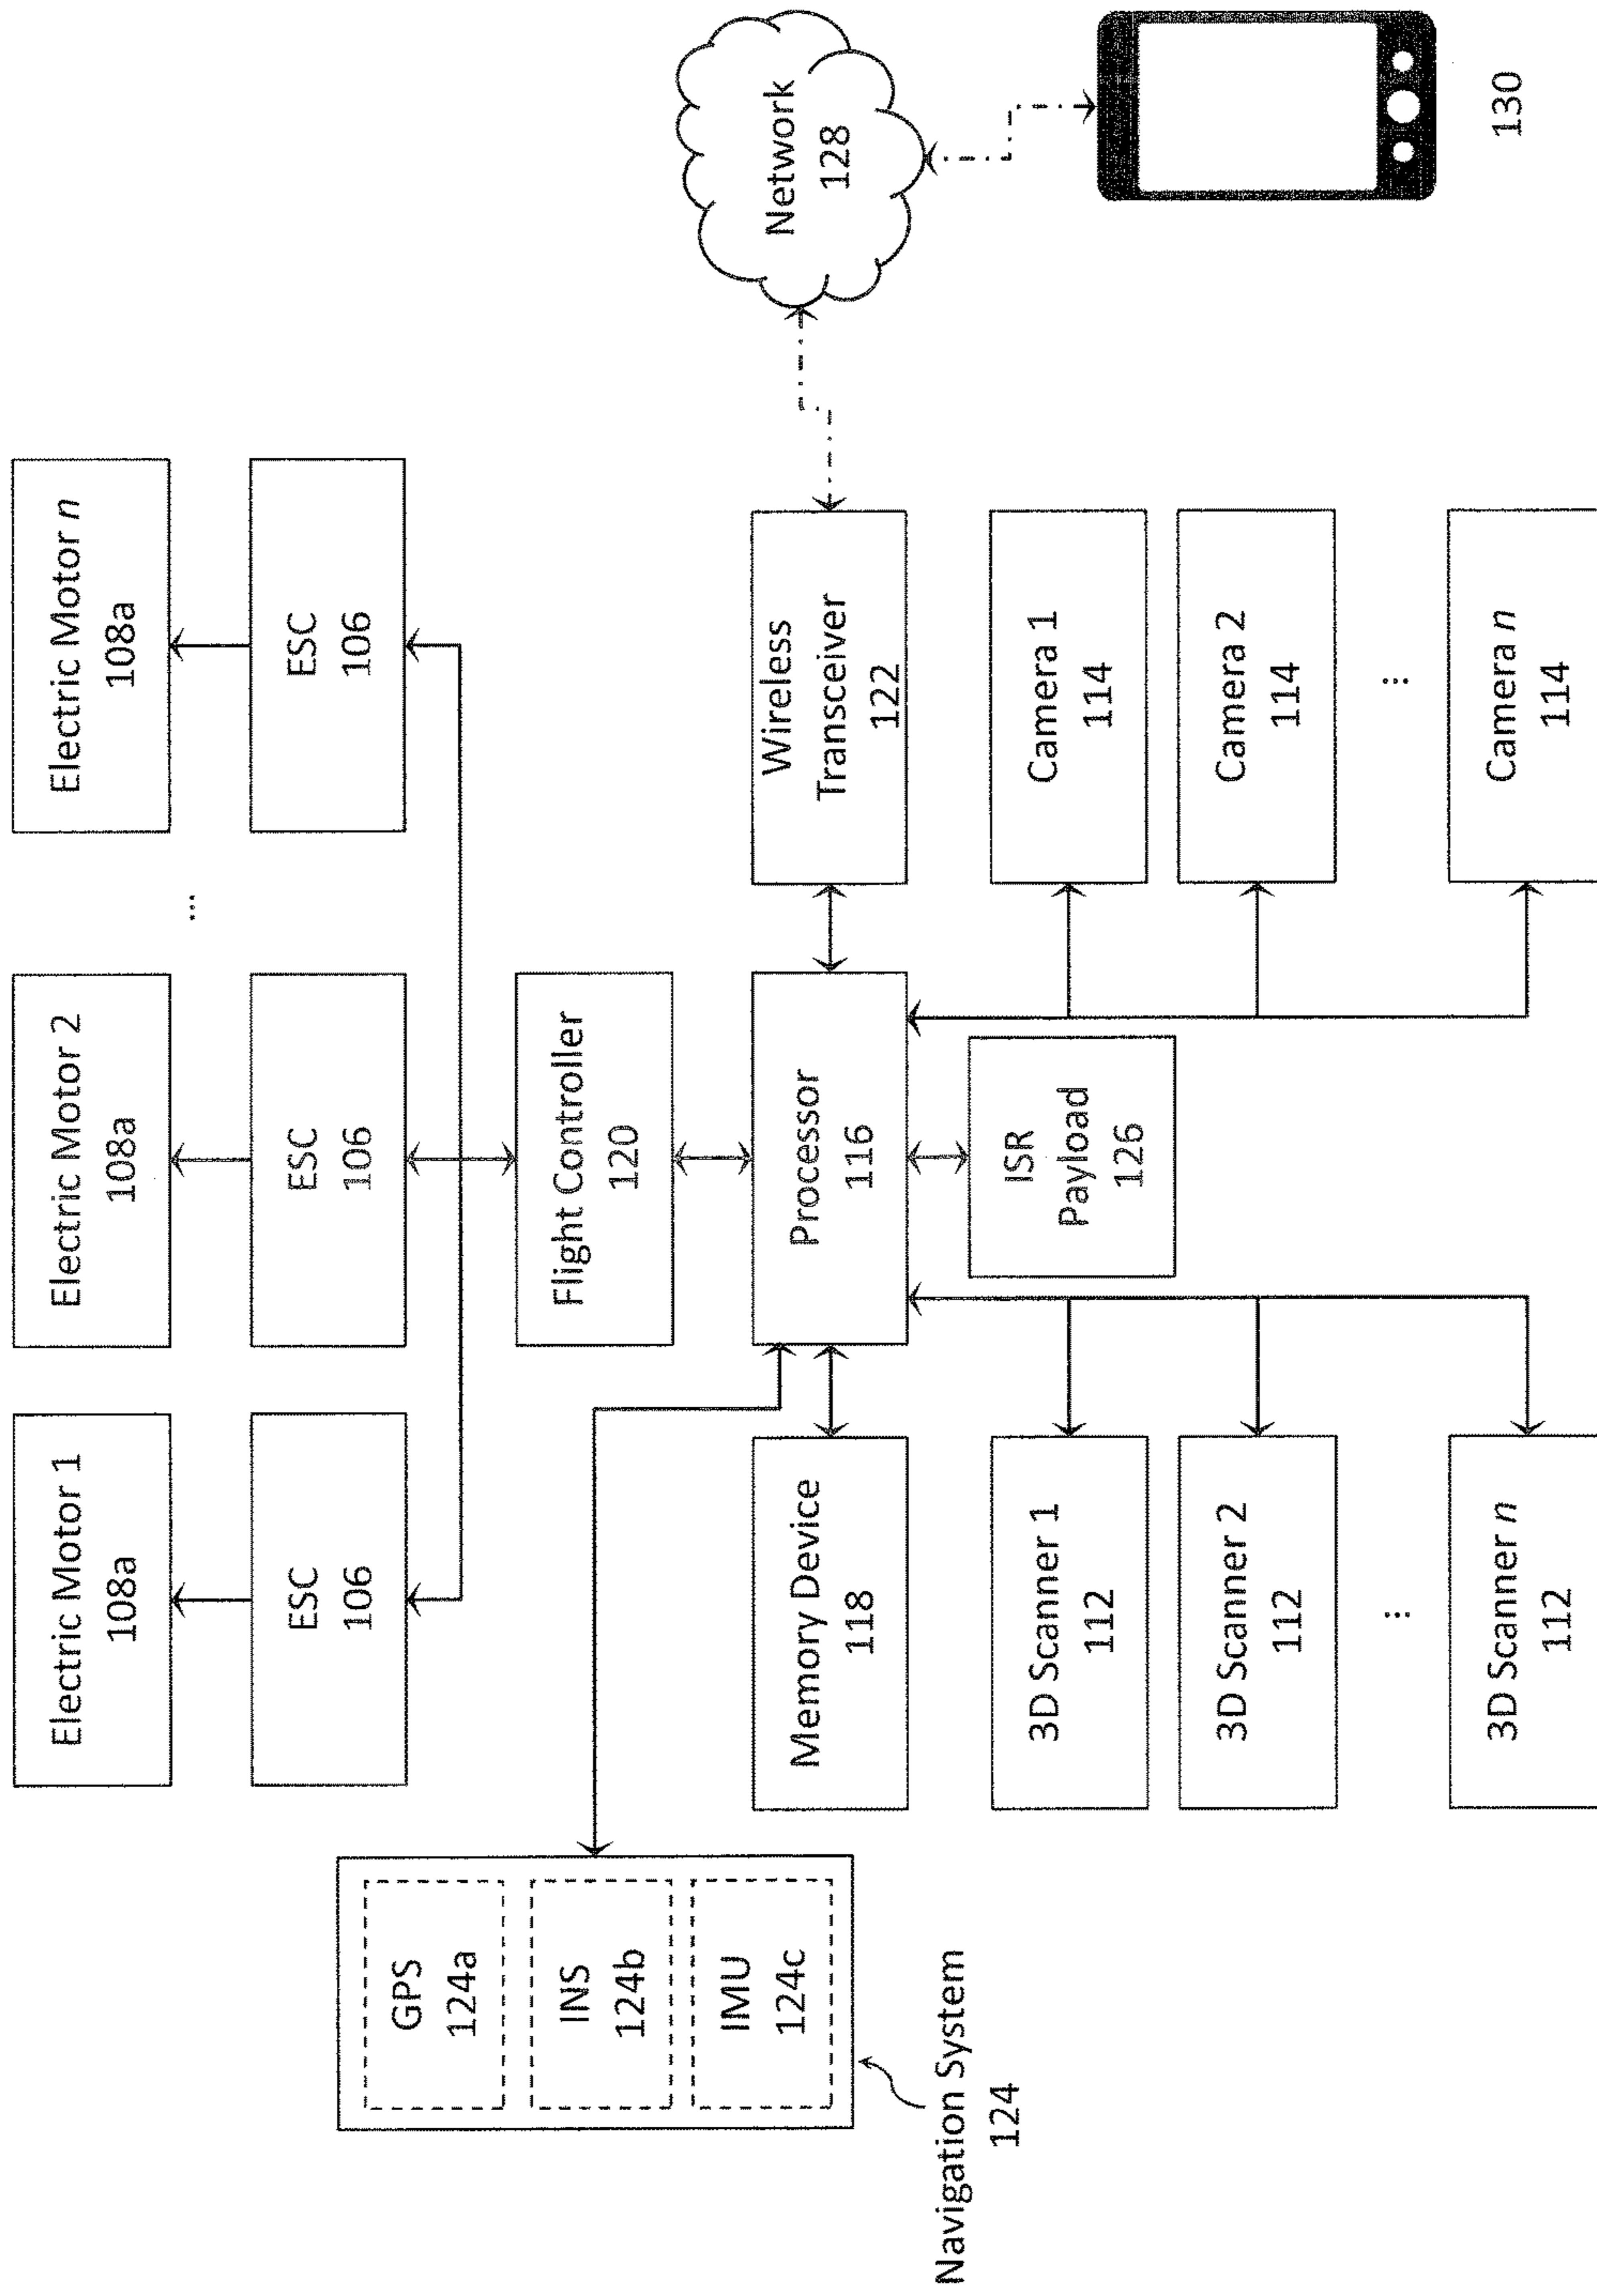 Electric Motor 1
108a
Electric Motor 2
108a
...
Electric Motor n
108a
ESC
106
ESC
106
ESC
106
GPS
124a
INS
124b
IMU
124c
Navigation System
124
Flight Controller
120
Memory Device
118
Processor
116
Wireless
Transceiver
122
Network
128
ISR
Payload
126
3D Scanner 1
112
3D Scanner 2
112
...
3D Scanner n
112
Camera 1
114
Camera 2
114
...
Camera n
114
130